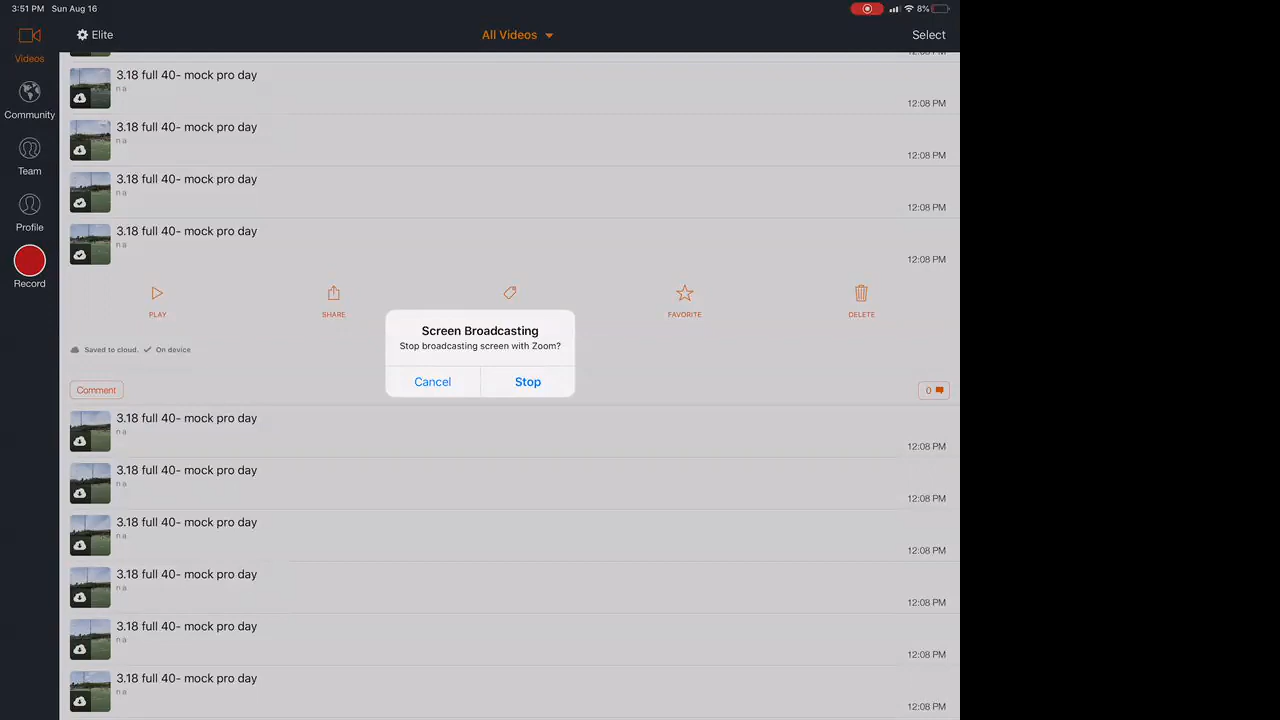 3:51 PM Sun Aug 16
8%
Videos
Elite
All Videos
Select
12:08 PM
3.18 full 40- mock pro day
n a
12:08 PM
Community
3.18 full 40- mock pro day
n a
12:08 PM
Team
3.18 full 40- mock pro day
n a
12:08 PM
Profile
3.18 full 40- mock pro day
n a
12:08 PM
Record
PLAY
SHARE
FAVORITE
DELETE
Screen Broadcasting
Stop broadcasting screen with Zoom?
Cancel
Stop
Saved to cloud. On device
Comment
0
3.18 full 40- mock pro day
n a
12:08 PM
3.18 full 40- mock pro day
n a
12:08 PM
3.18 full 40- mock pro day
n a
12:08 PM
3.18 full 40- mock pro day
n a
12:08 PM
3.18 full 40- mock pro day
n a
12:08 PM
3.18 full 40- mock pro day
n a
12:08 PM